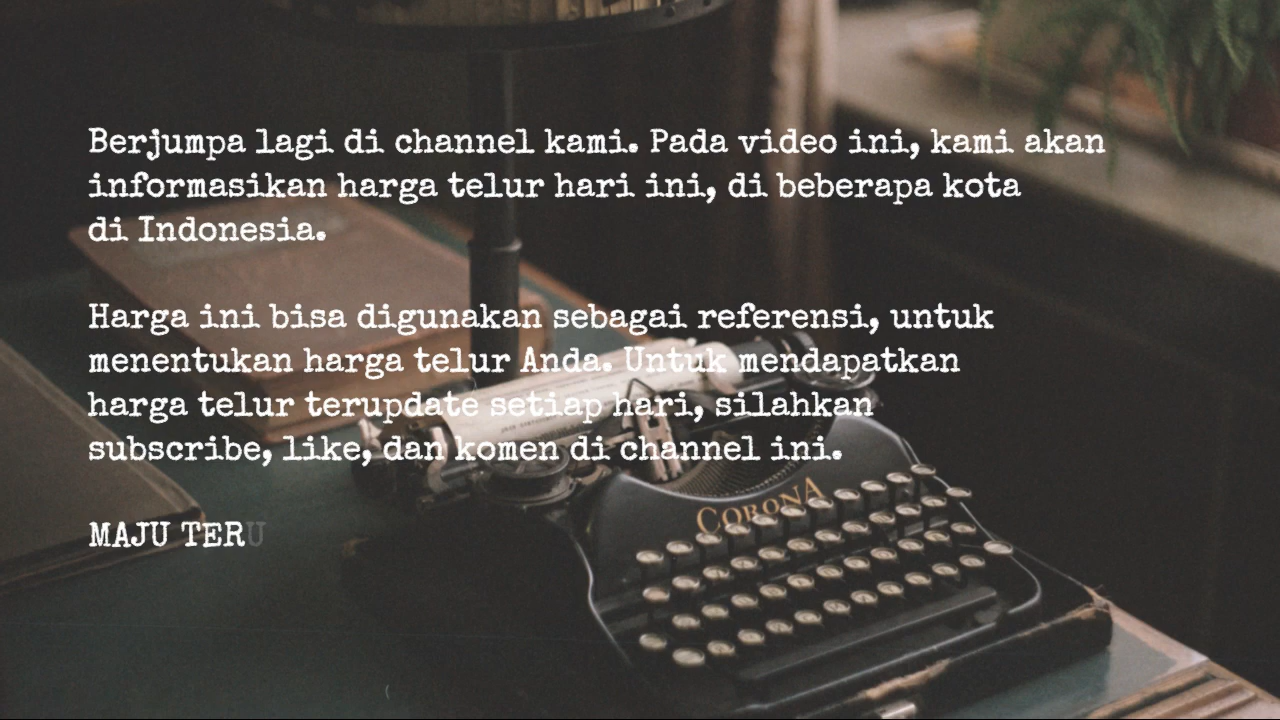 Berjumpa lagi di channel kami. Pada video ini, kami akan
informasikan harga telur hari ini, di beberapa kota
di Indonesia.
Harga ini bisa digunakan sebagai referensi, untuk
menentukan harga telur Anda. Untuk mendapatkan
harga telur terupdate setiap hari, silahkan
subscribe, like, dan komen di channel ini.
MAJU TERU
CORONA